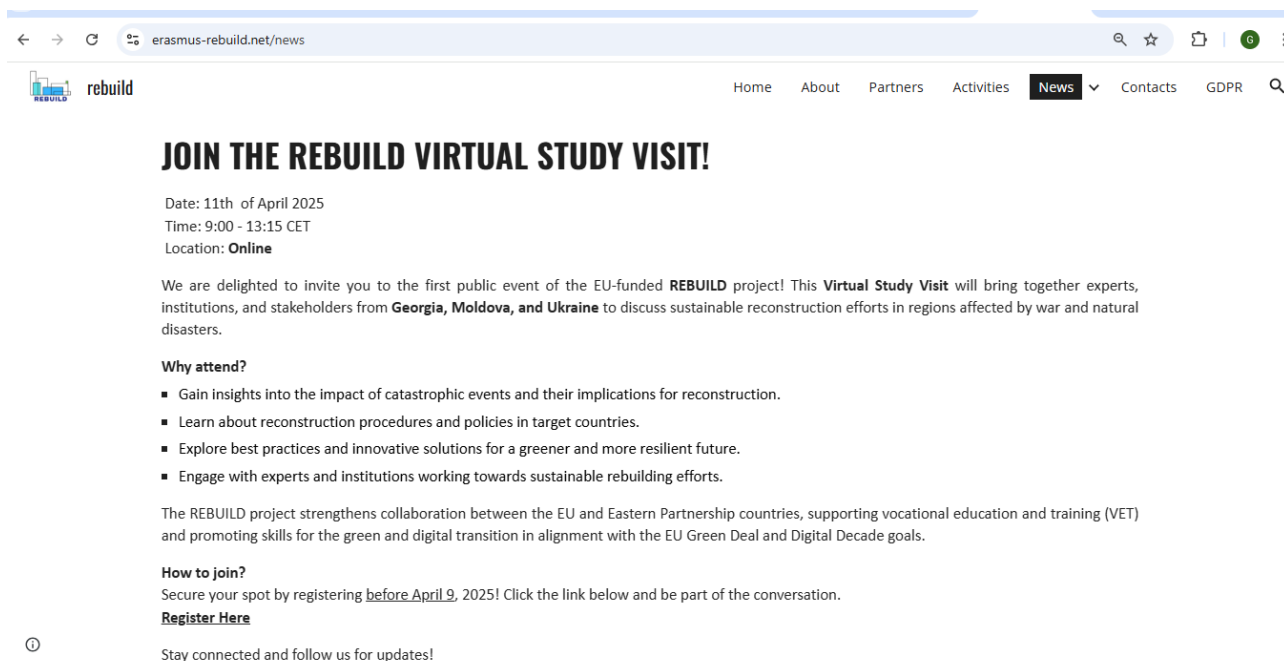 erasmus-rebuild.net/news
G
REBUILD
rebuild
Home About Partners Activities News Contacts GDPR
JOIN THE REBUILD VIRTUAL STUDY VISIT!
Date: 11th of April 2025
Time: 9:00 - 13:15 CET
Location: Online
We are delighted to invite you to the first public event of the EU-funded REBUILD project! This Virtual Study Visit will bring together experts,
institutions, and stakeholders from Georgia, Moldova, and Ukraine to discuss sustainable reconstruction efforts in regions affected by war and natural
disasters.
Why attend?
▪ Gain insights into the impact of catastrophic events and their implications for reconstruction.
▪ Learn about reconstruction procedures and policies in target countries.
▪ Explore best practices and innovative solutions for a greener and more resilient future.
▪ Engage with experts and institutions working towards sustainable rebuilding efforts.
The REBUILD project strengthens collaboration between the EU and Eastern Partnership countries, supporting vocational education and training (VET)
and promoting skills for the green and digital transition in alignment with the EU Green Deal and Digital Decade goals.
How to join?
Secure your spot by registering before April 9, 2025! Click the link below and be part of the conversation.
Register Here
Stay connected and follow us for updates!